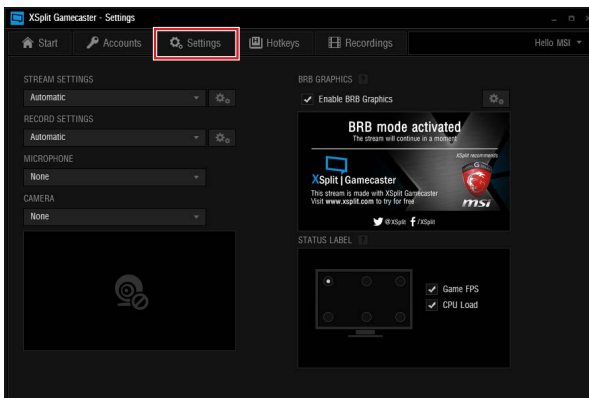 XSplit Gamecaster - Settings
Start
Accounts
Settings
Hotkeys
Recordings
Hello MSI
STREAM SETTINGS
Automatic
RECORD SETTINGS
Automatic
MICROPHONE
None
CAMERA
None
BRB GRAPHICS ?
Enable BRB Graphics
BRB mode activated
The stream will continue in a moment
XSplit recommends
XSplit | Gamecaster
This stream is made with XSplit Gamecaster
Visit www.xsplit.com to try for free
msi
@XSplit f /XSplit
STATUS LABEL ?
Game FPS
CPU Load